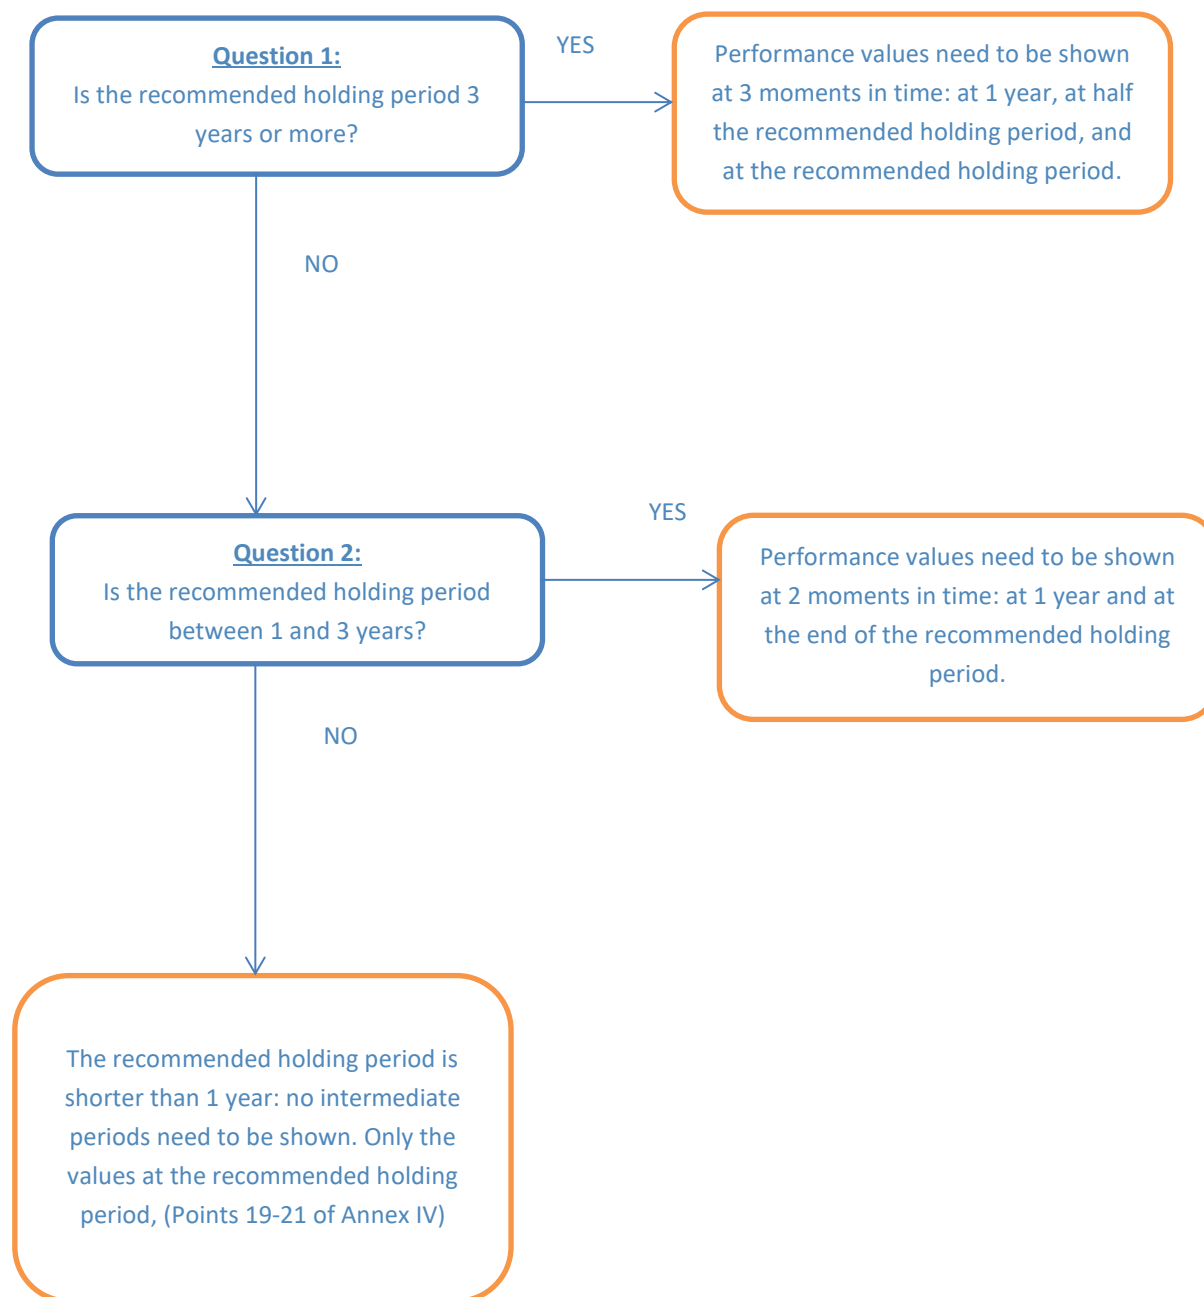 Question 1:
Is the recommended holding period 3
years or more?
YES
Performance values need to be shown
at 3 moments in time: at 1 year, at half
the recommended holding period, and
at the recommended holding period.
NO
Question 2:
Is the recommended holding period
between 1 and 3 years?
YES
Performance values need to be shown
at 2 moments in time: at 1 year and at
the end of the recommended holding
period.
NO
The recommended holding period is
shorter than 1 year: no intermediate
periods need to be shown. Only the
values at the recommended holding
period, (Points 19-21 of Annex IV)